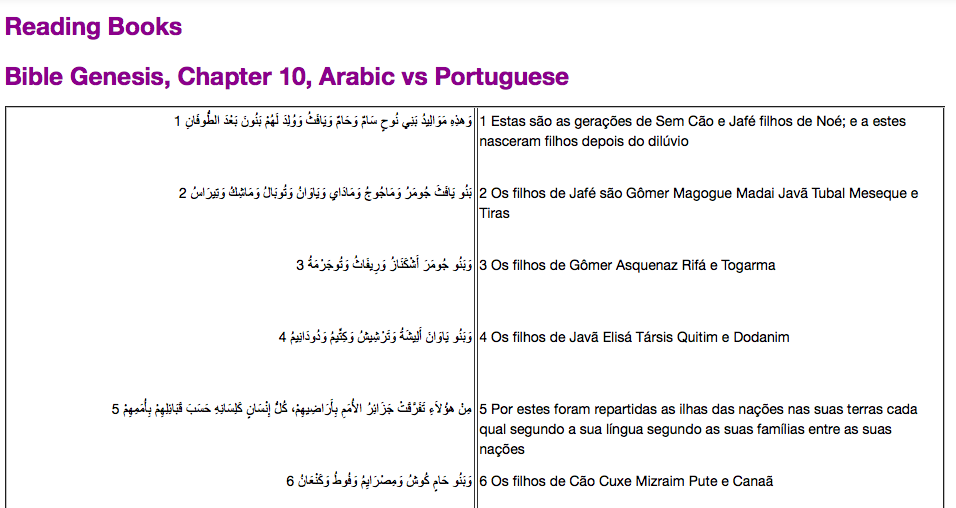 Reading Books
Bible Genesis, Chapter 10, Arabic vs Portuguese
وَهذِهِ مَوَالِيدُ بَنِي نُوحٍ سَامٌ وَحَامٌ وَيَافَثُ وَوُلِدَ لَهُمْ بَنُونَ بَعْدَ الطُّوفَانِ 1
1 Estas são as gerações de Sem Cão e Jafé filhos de Noé; e a estes
nasceram filhos depois do dilúvio
بَنُو يَافَثَ جُومَرُ وَمَاجُوجُ وَمَادَاي وَيَاوَانُ وَتُوبَالُ وَمَاشِكُ وَتِيرَاسُ 2
2 Os filhos de Jafé são Gômer Magogue Madai Javã Tubal Meseque e
Tiras
وَبَنُو جُومَرَ أَشْكَنَازُ وَرِيفَاثُ وَتُوجَرْمَةُ 3
3 Os filhos de Gômer Asquenaz Rifá e Togarma
وَبَنُو يَاوَانَ أَلِيشَةُ وَتَرْشِيشُ وَكِتِّيمُ وَدُودَانِيمُ 4
4 Os filhos de Javã Elisá Társis Quitim e Dodanim
مِنْ هؤُلاَءِ تَفَرَّقَتْ جَزَائِرُ الأُمَمِ بِأَرَاضِيهِمْ، كُلُّ إِنْسَانٍ كَلِسَانِهِ حَسَبَ قَبَائِلِهِمْ بِأُمَمِهِمْ 5
5 Por estes foram repartidas as ilhas das nações nas suas terras cada
qual segundo a sua língua segundo as suas famílias entre as suas
nações
وَبَنُو حَامٍ كُوشُ وَمِصْرَايِمُ وَفُوطُ وَكَنْعَانُ 6
6 Os filhos de Cão Cuxe Mizraim Pute e Canaã